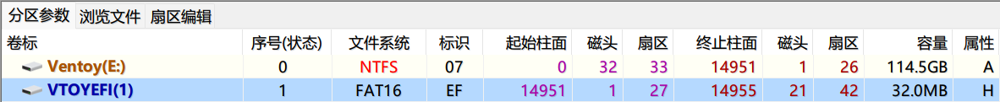 分区参数 浏览文件 扇区编辑
卷标 序号(状态) 文件系统 标识 起始柱面 磁头 扇区 终止柱面 磁头 扇区 容量 属性
Ventoy(E:) 0 NTFS 07 0 32 33 14951 1 26 114.5GB A
VTOYEFI(1) 1 FAT16 EF 14951 1 27 14955 21 42 32.0MB H